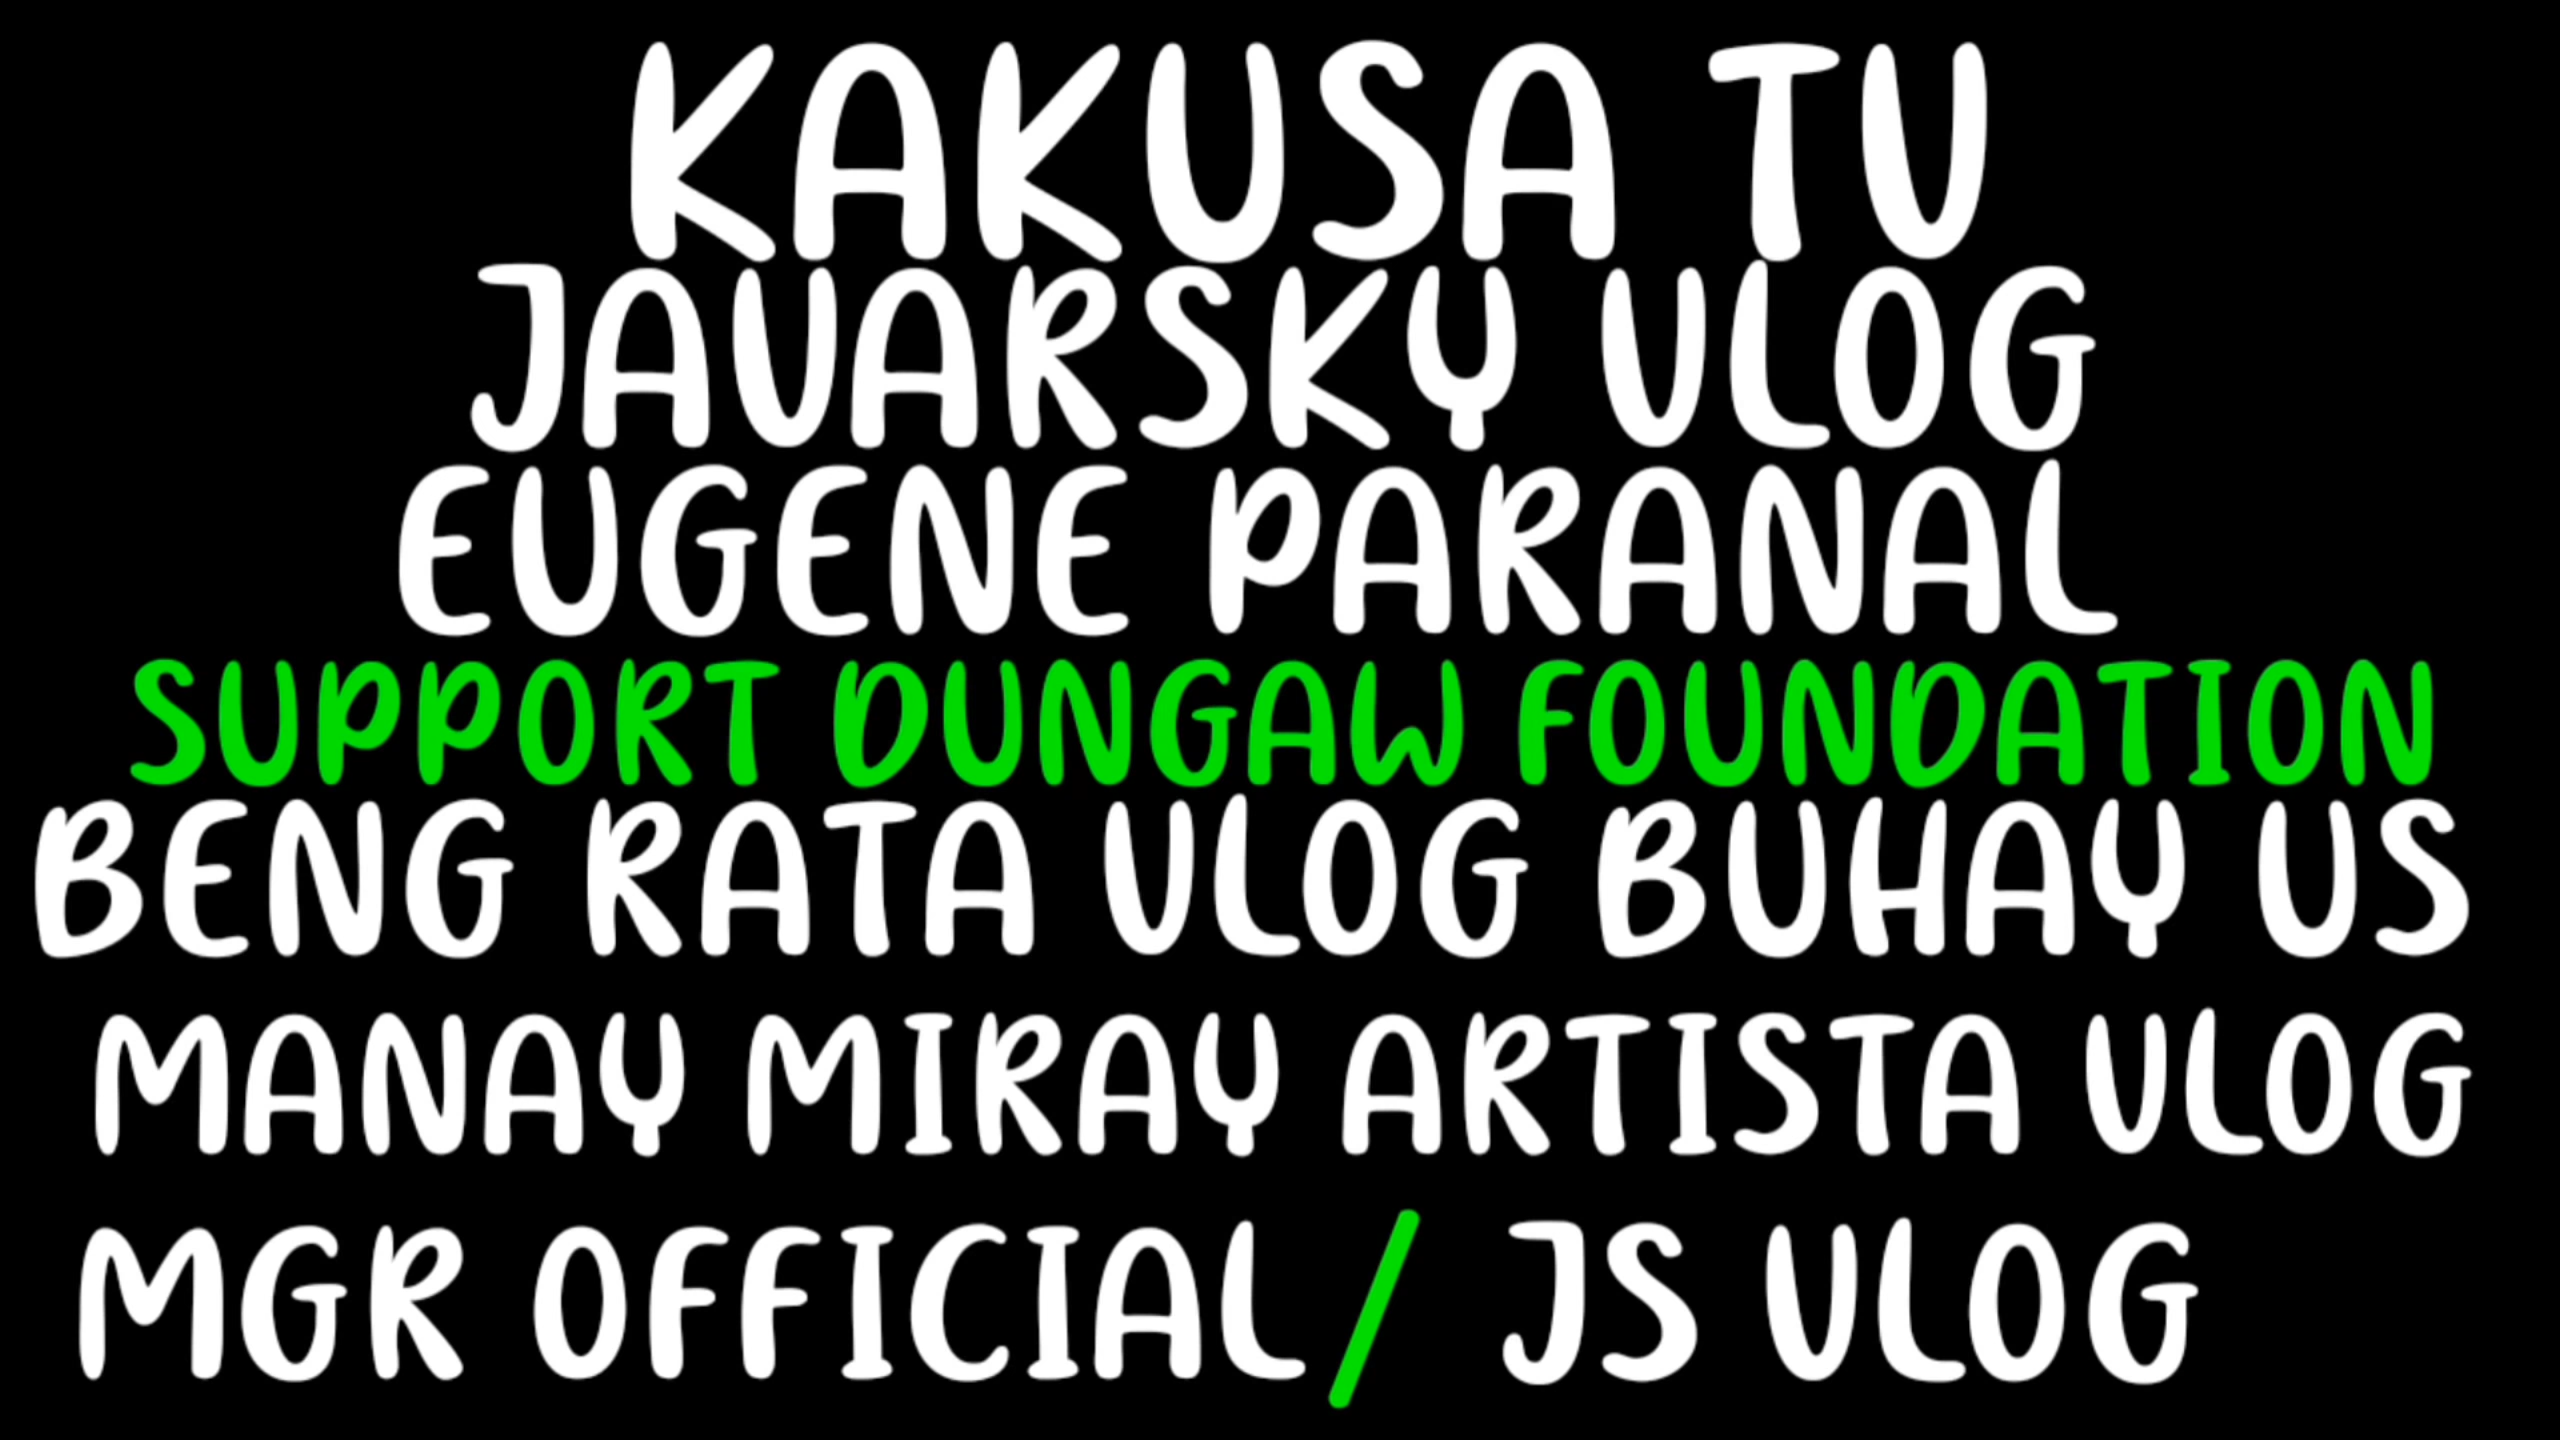 KAKUSA TV
JAVARSKY VLOG
EUGENE PARANAL
SUPPORT DUNGAW FOUNDATION
BENG RATA VLOG BUHAY US
MANAY MIRAY ARTISTA VLOG
MGR OFFICIAL/ JS VLOG